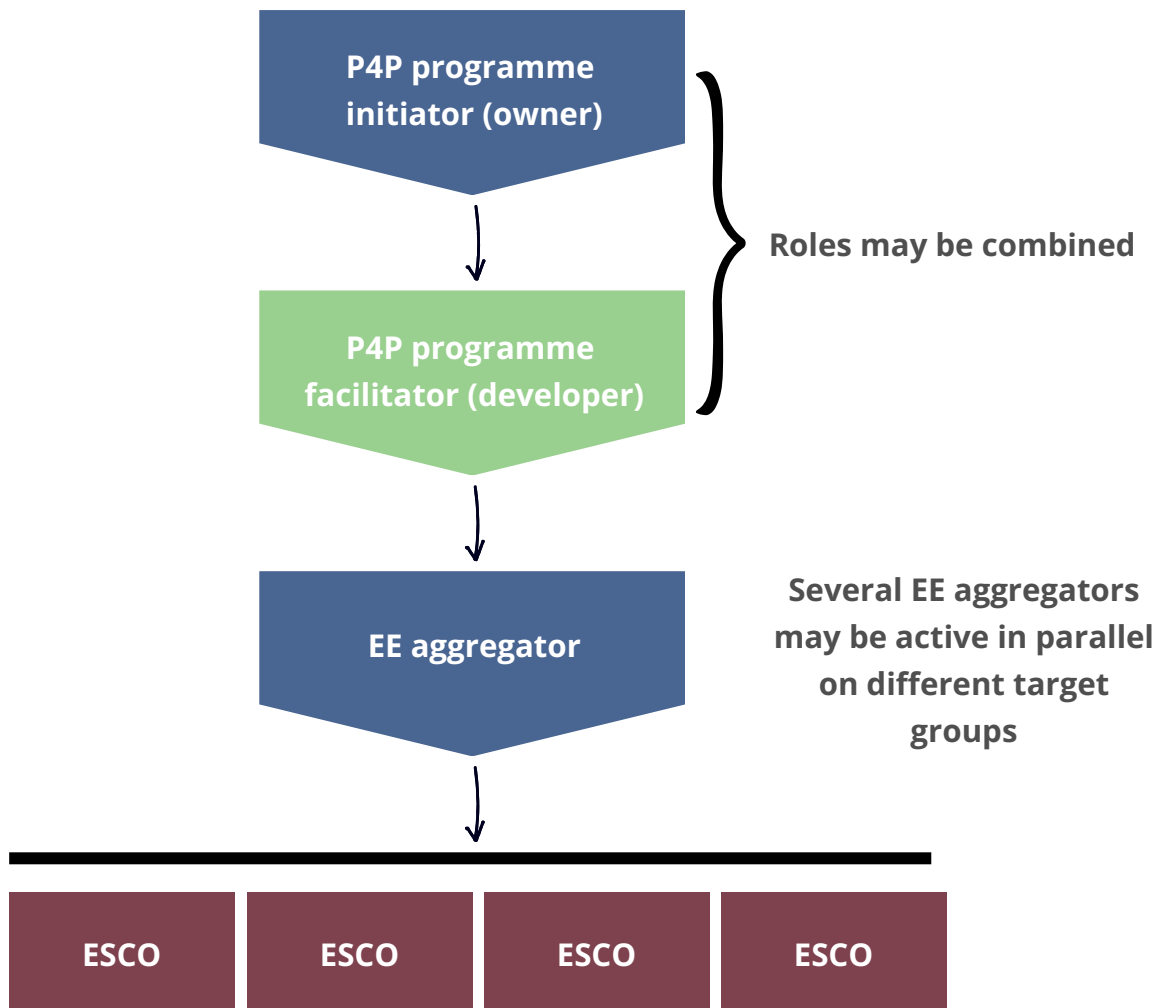 P4P programme
initiator (owner)
Roles may be combined
P4P programme
facilitator (developer)
EE aggregator
Several EE aggregators
may be active in parallel
on different target
groups
ESCO
ESCO
ESCO
ESCO